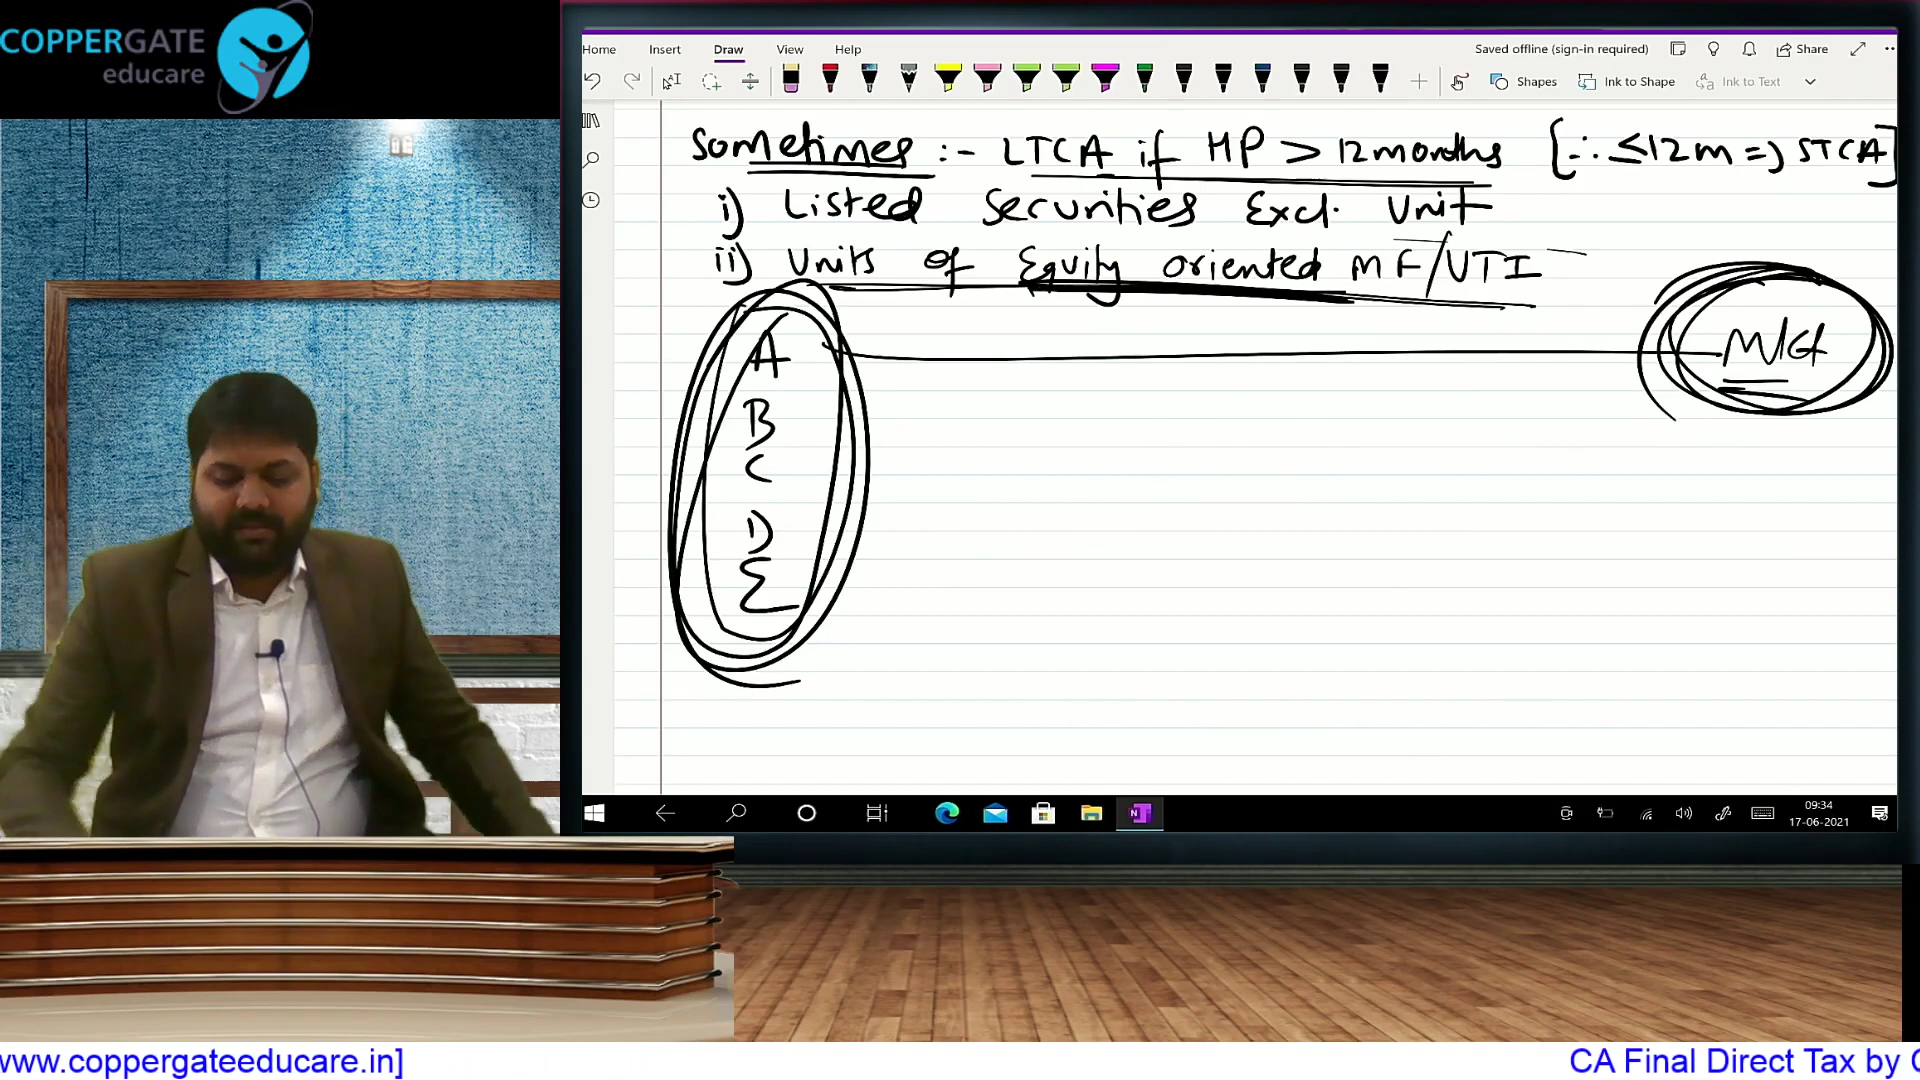 COPPERGATE
educare
Home Insert Draw View Help
Saved offline (sign-in required) Share
Shapes Ink to Shape Ink to Text
Sometimes :- LTCA if HP > 12 months [∴ ≤12m => STCA]
i) Listed Securities Excl. Unit
ii) Units of Equity oriented MF/UTI
A
B
C
D
E
09:34
17-06-2021
www.coppergateeducare.in]
CA Final Direct Tax by